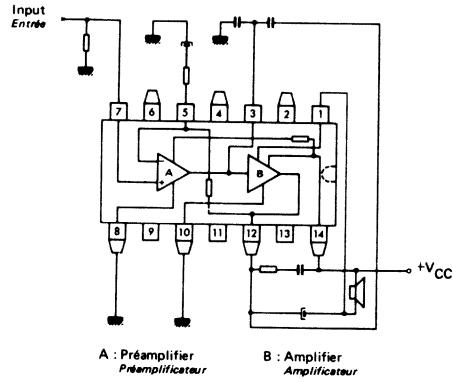 Input
Entrée
7
6
5
4
3
2
1
A
B
8
9
10
11
12
13
14
+VCC
A : Préamplifier
Préamplificateur
B : Amplifier
Amplificateur